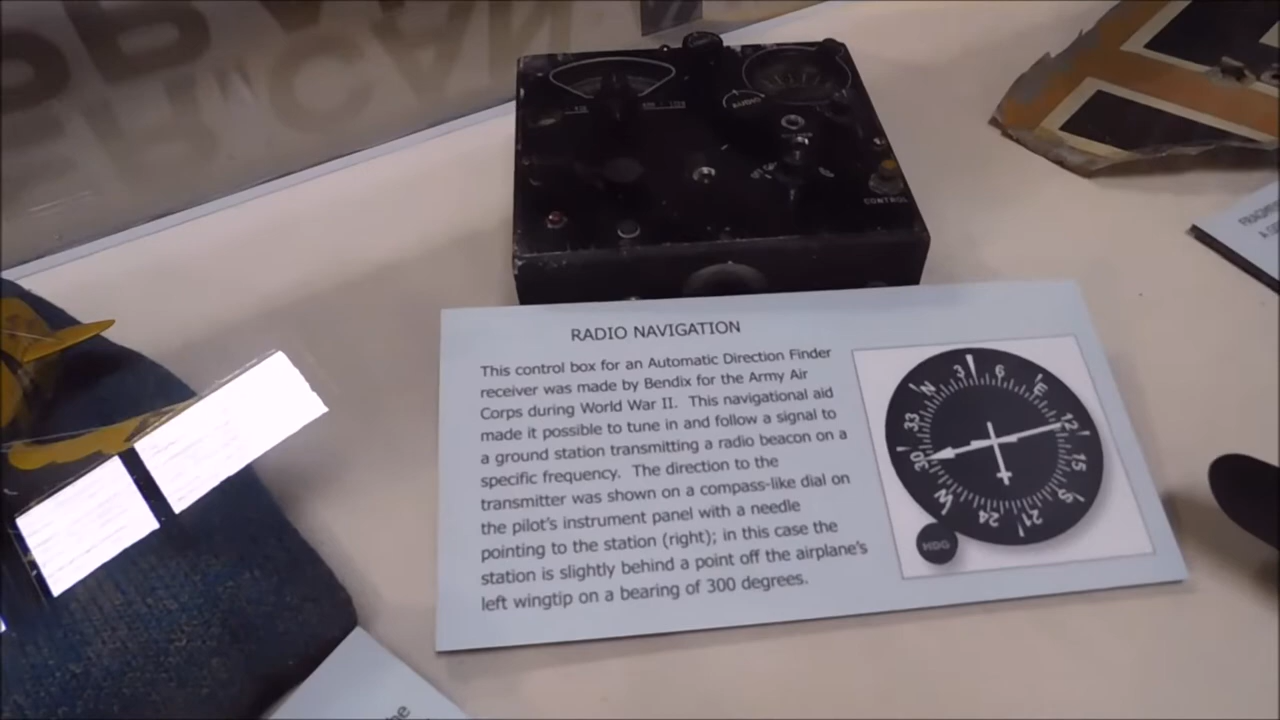 CONTROL
RADIO NAVIGATION
This control box for an Automatic Direction Finder
receiver was made by Bendix for the Army Air
Corps during World War II. This navigational aid
made it possible to tune in and follow a signal to
a ground station transmitting a radio beacon on a
specific frequency. The direction to the
transmitter was shown on a compass-like dial on
the pilot's instrument panel with a needle
pointing to the station (right); in this case the
station is slightly behind a point off the airplane's
left wingtip on a bearing of 300 degrees.
N 3 6 E 12 15 S 21 24 W 30 33
HDG